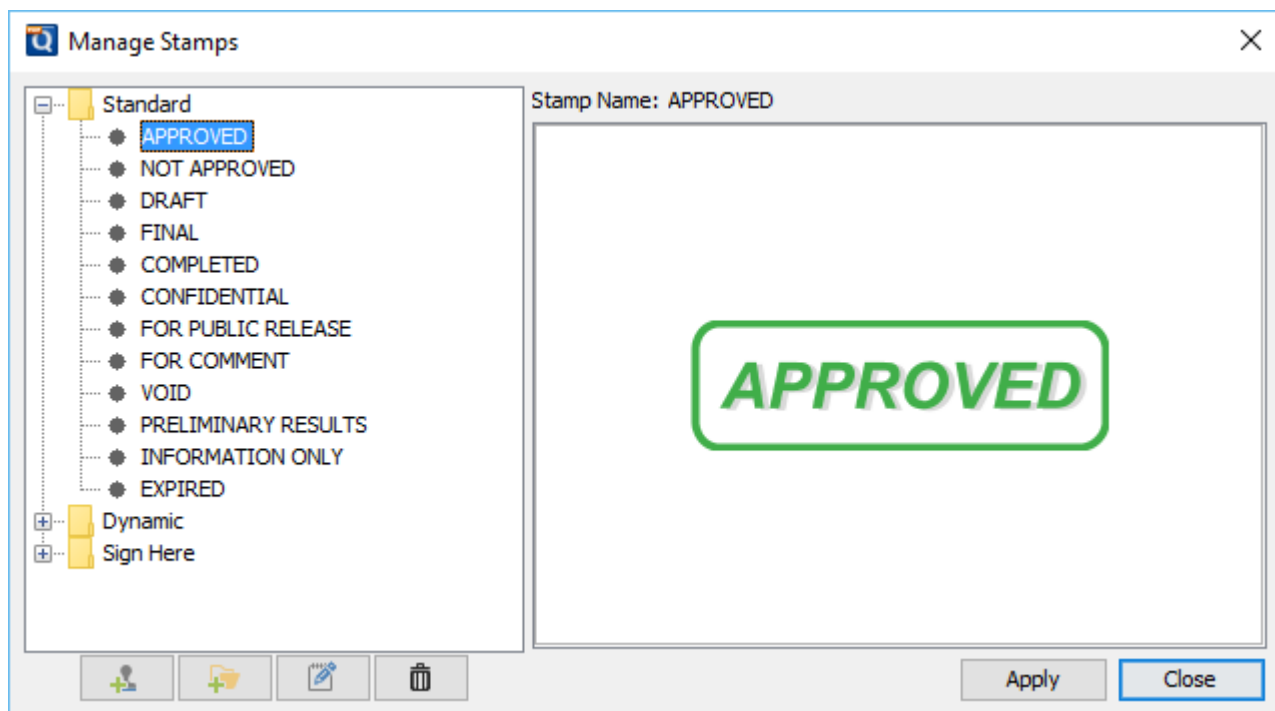 Manage Stamps
Standard
APPROVED
NOT APPROVED
DRAFT
FINAL
COMPLETED
CONFIDENTIAL
FOR PUBLIC RELEASE
FOR COMMENT
VOID
PRELIMINARY RESULTS
INFORMATION ONLY
EXPIRED
Dynamic
Sign Here
Stamp Name: APPROVED
APPROVED
Apply
Close